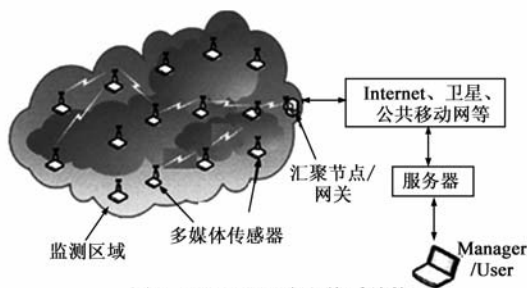 Internet、卫星、
公共移动网等
汇聚节点/
网关
服务器
监测区域
多媒体传感器
Manager
/User